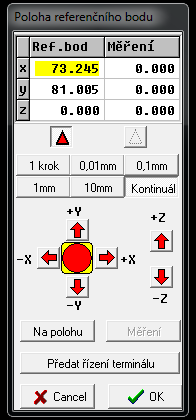 Poloha referenčního bodu
Ref.bod Měření
x 73.245 0.000
y 81.005 0.000
z 0.000 0.000
1 krok 0,01mm 0,1mm
1mm 10mm Kontinuál
+Y +Z
-X +X
-Y -Z
Na polohu Měření
Předat řízení terminálu
Cancel OK